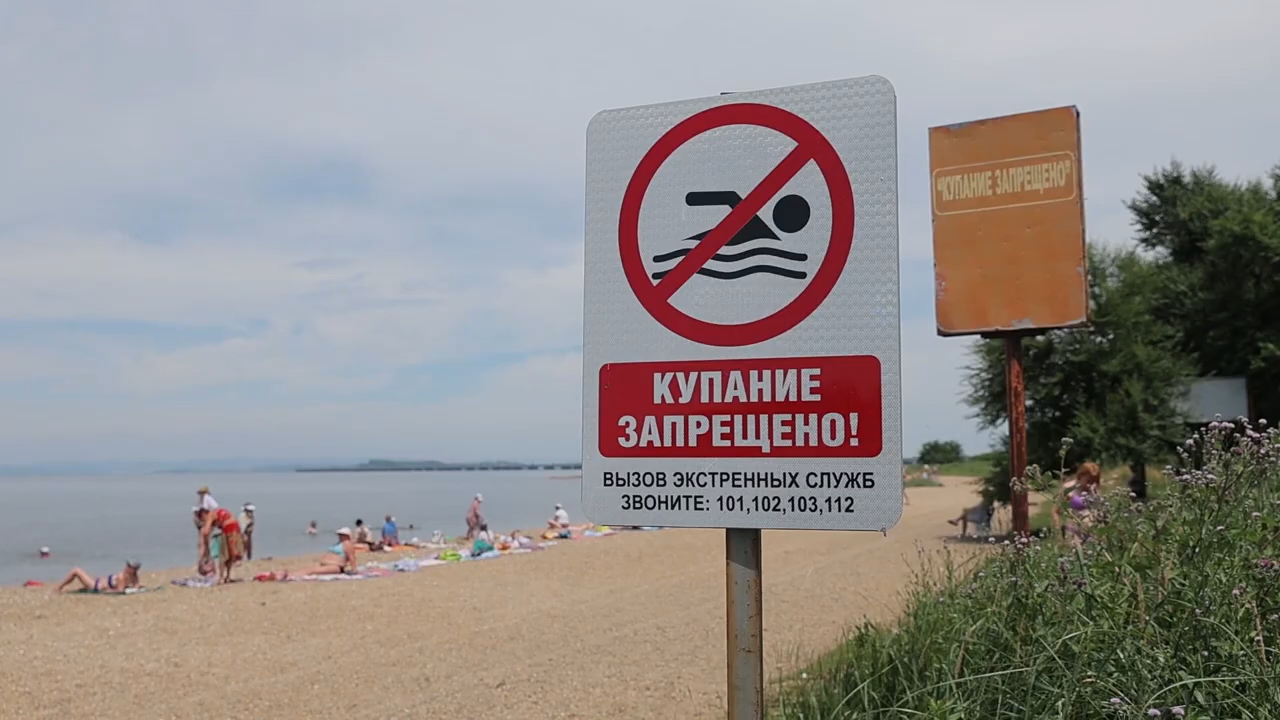 КУПАНИЕ
ЗАПРЕЩЕНО!
ВЫЗОВ ЭКСТРЕННЫХ СЛУЖБ
ЗВОНИТЕ: 101,102,103,112
"КУПАНИЕ ЗАПРЕЩЕНО"